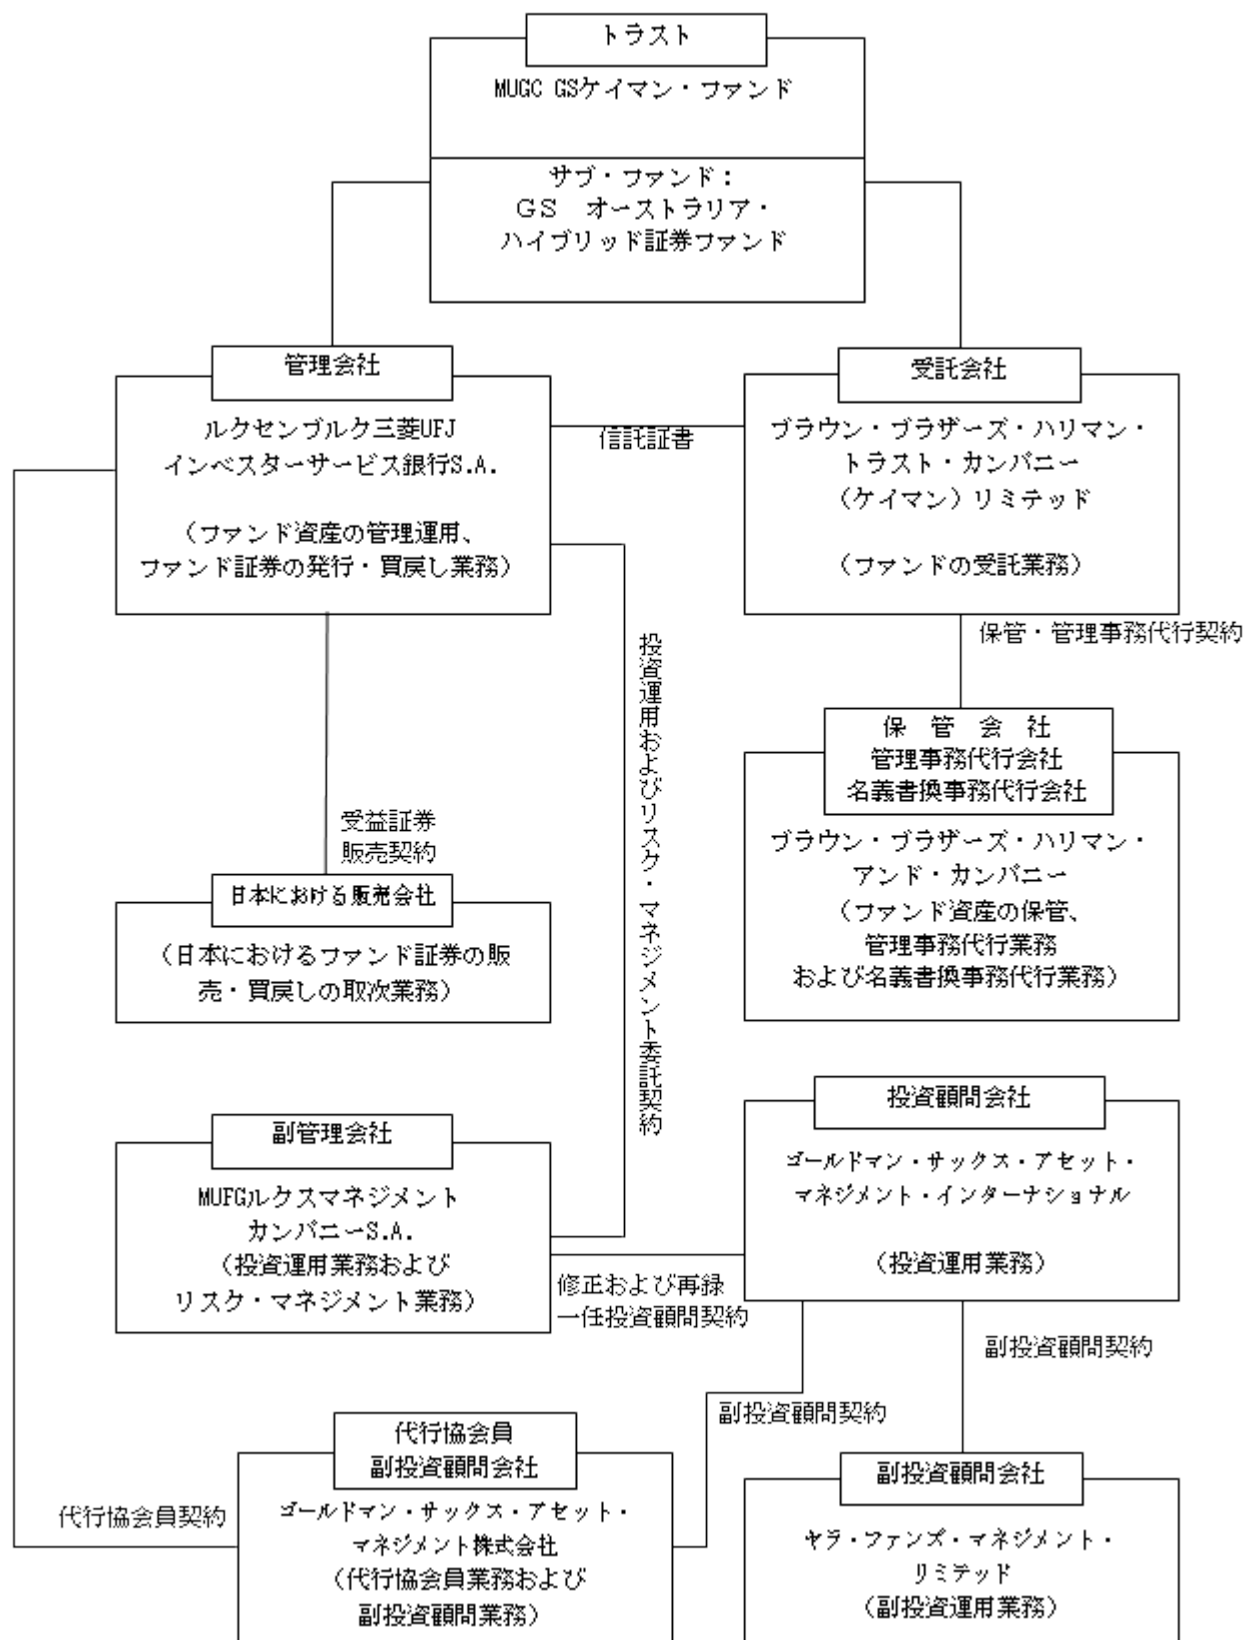 トラスト
MUGC GSケイマン・ファンド
サブ・ファンド：
ＧＳ　オーストラリア・
ハイブリッド証券ファンド
管理会社
ルクセンブルク三菱UFJ
インベスターサービス銀行S.A.
（ファンド資産の管理運用、
ファンド証券の発行・買戻し業務）
信託証書
受託会社
ブラウン・ブラザーズ・ハリマン・
トラスト・カンパニー
（ケイマン）リミテッド
（ファンドの受託業務）
保管・管理事務代行契約
投資運用およびリスク・マネジメント委託契約
保　管　会　社
管理事務代行会社
名義書換事務代行会社
ブラウン・ブラザーズ・ハリマン・
アンド・カンパニー
（ファンド資産の保管、
管理事務代行業務
および名義書換事務代行業務）
受益証券
販売契約
日本における販売会社
（日本におけるファンド証券の販
売・買戻しの取次業務）
副管理会社
MUFGルクスマネジメント
カンパニーS.A.
（投資運用業務および
リスク・マネジメント業務）
修正および再録
一任投資顧問契約
投資顧問会社
ゴールドマン・サックス・アセット・
マネジメント・インターナショナル
（投資運用業務）
副投資顧問契約
副投資顧問契約
代行協会員契約
代行協会員
副投資顧問会社
ゴールドマン・サックス・アセット・
マネジメント株式会社
（代行協会員業務および
副投資顧問業務）
副投資顧問会社
ヤラ・ファンズ・マネジメント・
リミテッド
（副投資運用業務）